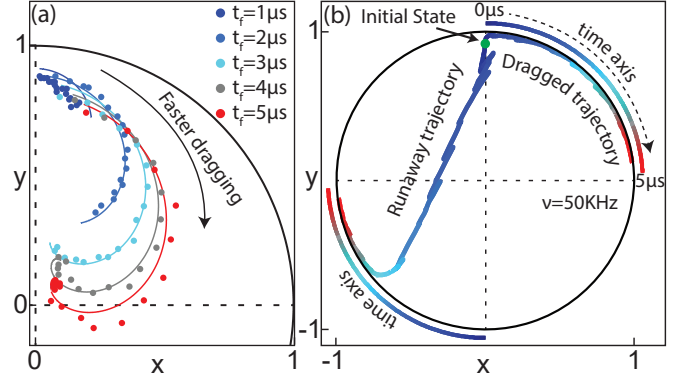 (a)
t_f=1µs
t_f=2µs
t_f=3µs
t_f=4µs
t_f=5µs
Faster dragging
1
y
0
0
x
1
(b)
Initial State
0µs
time axis
Dragged trajectory
Runaway trajectory
1
y
5µs
ν=50KHz
time axis
-1
-1
x
1